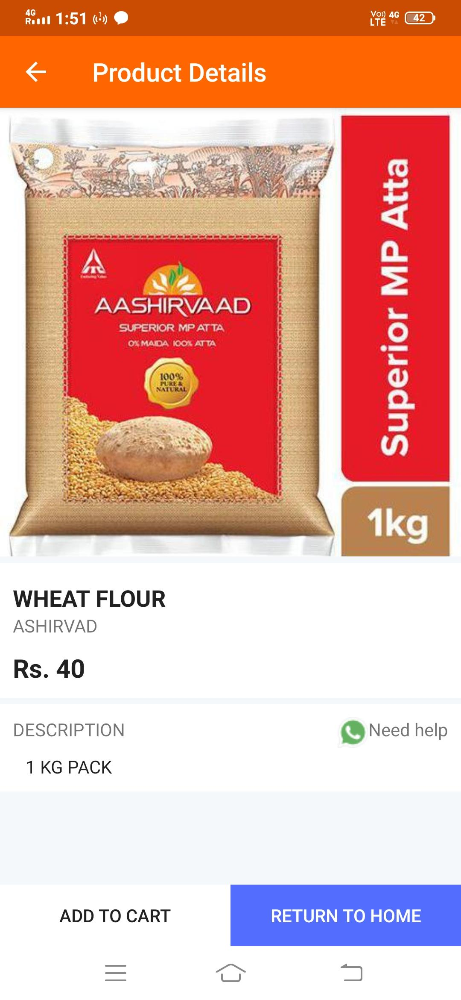 4G
R 1:51
Vo)) 4G
LTE
42
Product Details
ITC
AASHIRVAAD
SUPERIOR MP ATTA
0% MAIDA 100% ATTA
100%
PURE &
NATURAL
Superior MP Atta
1kg
WHEAT FLOUR
ASHIRVAD
Rs. 40
DESCRIPTION
Need help
1 KG PACK
ADD TO CART
RETURN TO HOME